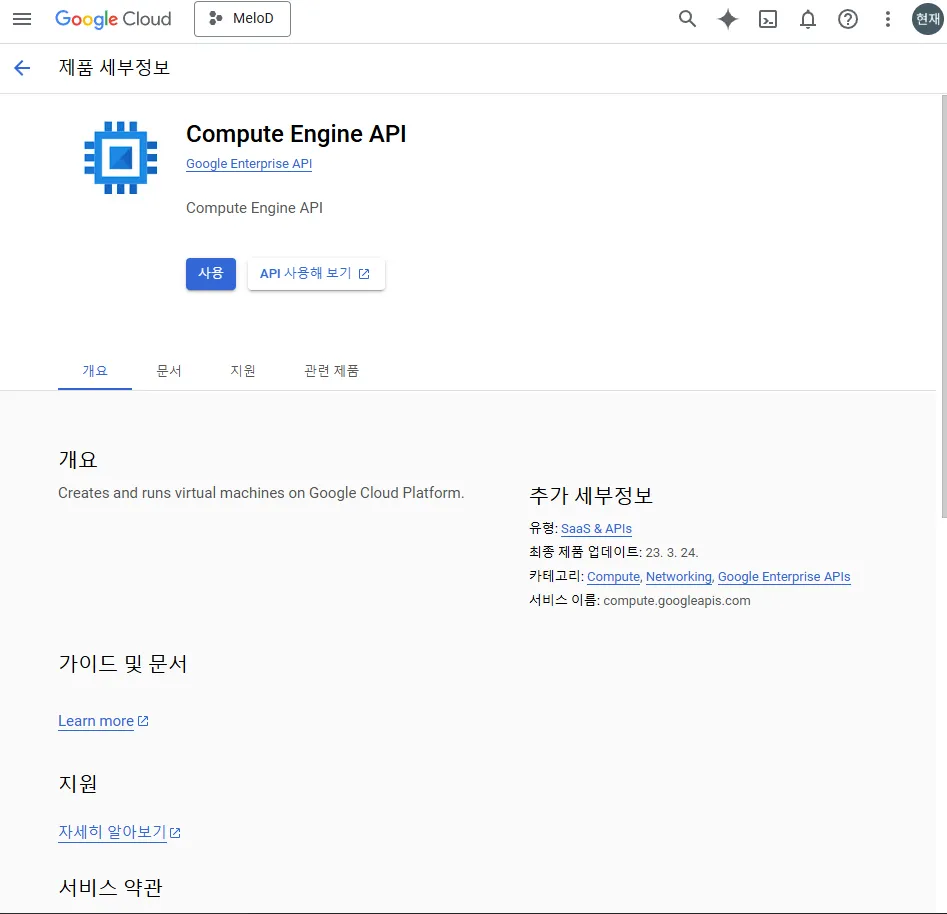 Google Cloud
MeloD
현재
제품 세부정보
Compute Engine API
Google Enterprise API
Compute Engine API
사용
API 사용해 보기
개요
문서
지원
관련 제품
개요
Creates and runs virtual machines on Google Cloud Platform.
추가 세부정보
유형: SaaS & APIs
최종 제품 업데이트: 23. 3. 24.
카테고리: Compute, Networking, Google Enterprise APIs
서비스 이름: compute.googleapis.com
가이드 및 문서
Learn more
지원
자세히 알아보기
서비스 약관